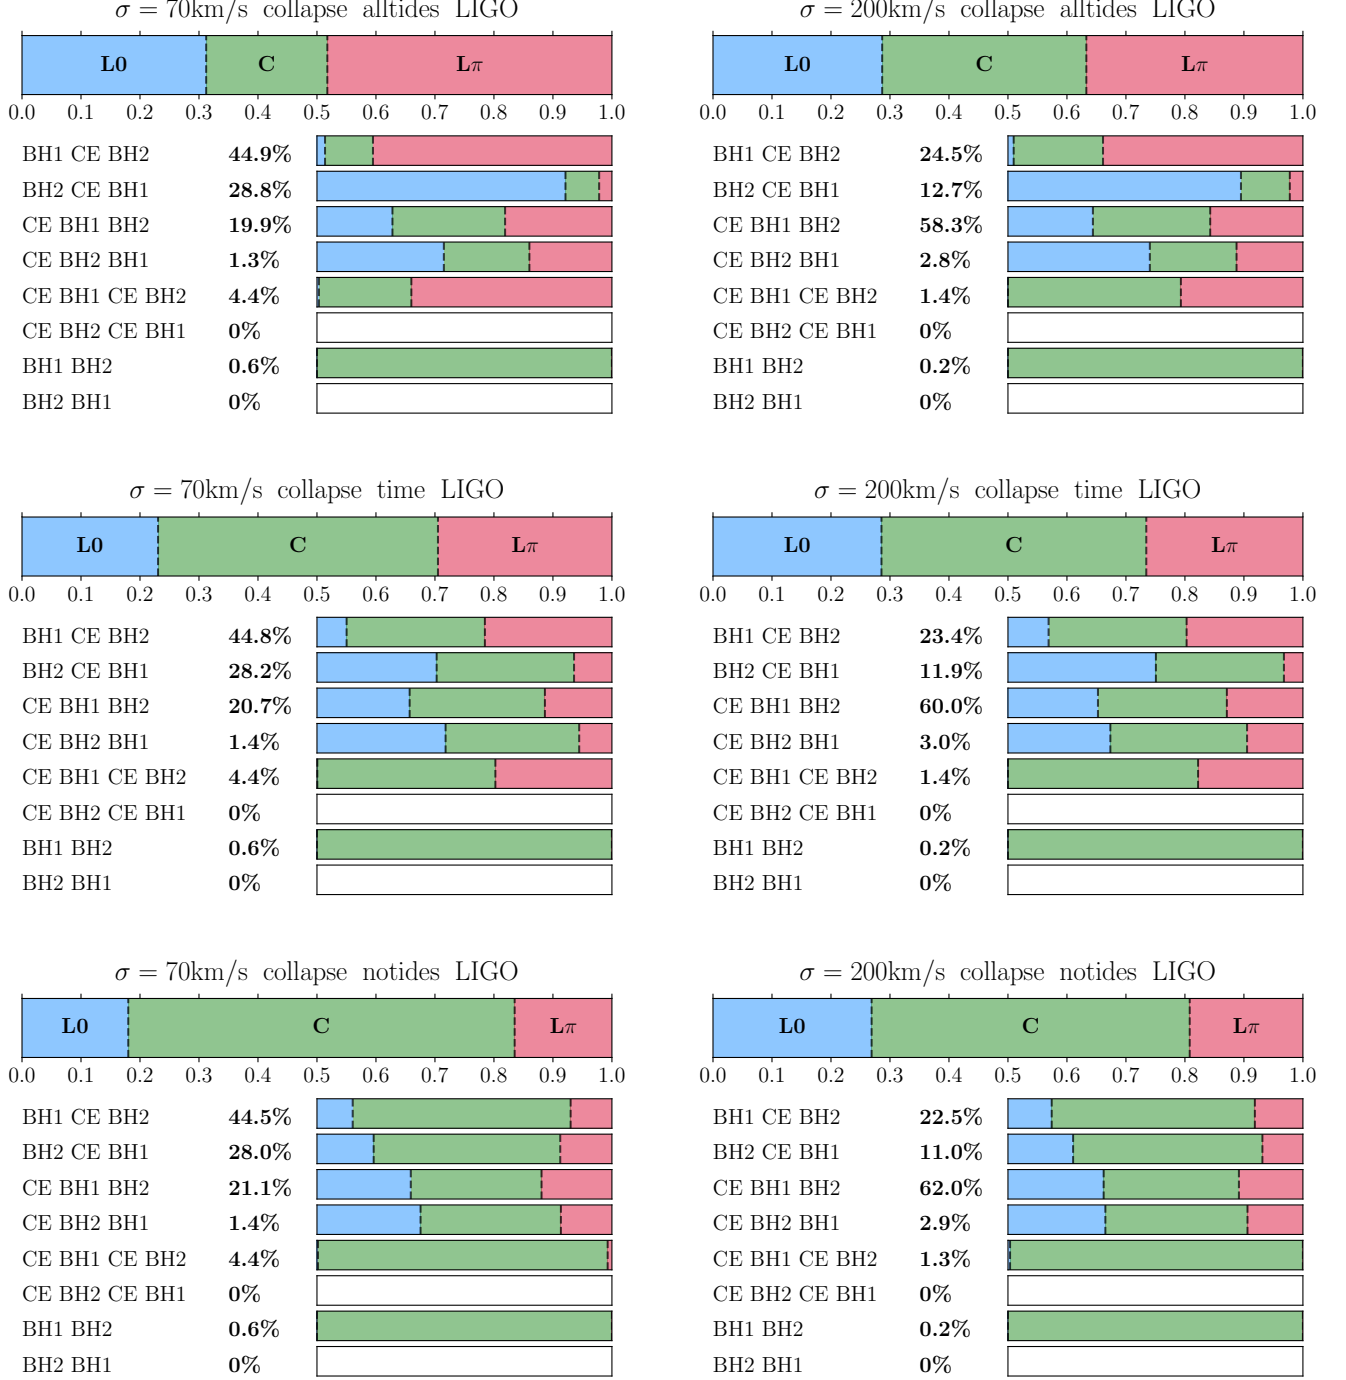 σ = 70km/s collapse alltides LIGO
L0 C Lπ
0.0 0.1 0.2 0.3 0.4 0.5 0.6 0.7 0.8 0.9 1.0
BH1 CE BH2 44.9%
BH2 CE BH1 28.8%
CE BH1 BH2 19.9%
CE BH2 BH1 1.3%
CE BH1 CE BH2 4.4%
CE BH2 CE BH1 0%
BH1 BH2 0.6%
BH2 BH1 0%
σ = 200km/s collapse alltides LIGO
L0 C Lπ
0.0 0.1 0.2 0.3 0.4 0.5 0.6 0.7 0.8 0.9 1.0
BH1 CE BH2 24.5%
BH2 CE BH1 12.7%
CE BH1 BH2 58.3%
CE BH2 BH1 2.8%
CE BH1 CE BH2 1.4%
CE BH2 CE BH1 0%
BH1 BH2 0.2%
BH2 BH1 0%
σ = 70km/s collapse time LIGO
L0 C Lπ
0.0 0.1 0.2 0.3 0.4 0.5 0.6 0.7 0.8 0.9 1.0
BH1 CE BH2 44.8%
BH2 CE BH1 28.2%
CE BH1 BH2 20.7%
CE BH2 BH1 1.4%
CE BH1 CE BH2 4.4%
CE BH2 CE BH1 0%
BH1 BH2 0.6%
BH2 BH1 0%
σ = 200km/s collapse time LIGO
L0 C Lπ
0.0 0.1 0.2 0.3 0.4 0.5 0.6 0.7 0.8 0.9 1.0
BH1 CE BH2 23.4%
BH2 CE BH1 11.9%
CE BH1 BH2 60.0%
CE BH2 BH1 3.0%
CE BH1 CE BH2 1.4%
CE BH2 CE BH1 0%
BH1 BH2 0.2%
BH2 BH1 0%
σ = 70km/s collapse notides LIGO
L0 C Lπ
0.0 0.1 0.2 0.3 0.4 0.5 0.6 0.7 0.8 0.9 1.0
BH1 CE BH2 44.5%
BH2 CE BH1 28.0%
CE BH1 BH2 21.1%
CE BH2 BH1 1.4%
CE BH1 CE BH2 4.4%
CE BH2 CE BH1 0%
BH1 BH2 0.6%
BH2 BH1 0%
σ = 200km/s collapse notides LIGO
L0 C Lπ
0.0 0.1 0.2 0.3 0.4 0.5 0.6 0.7 0.8 0.9 1.0
BH1 CE BH2 22.5%
BH2 CE BH1 11.0%
CE BH1 BH2 62.0%
CE BH2 BH1 2.9%
CE BH1 CE BH2 1.3%
CE BH2 CE BH1 0%
BH1 BH2 0.2%
BH2 BH1 0%